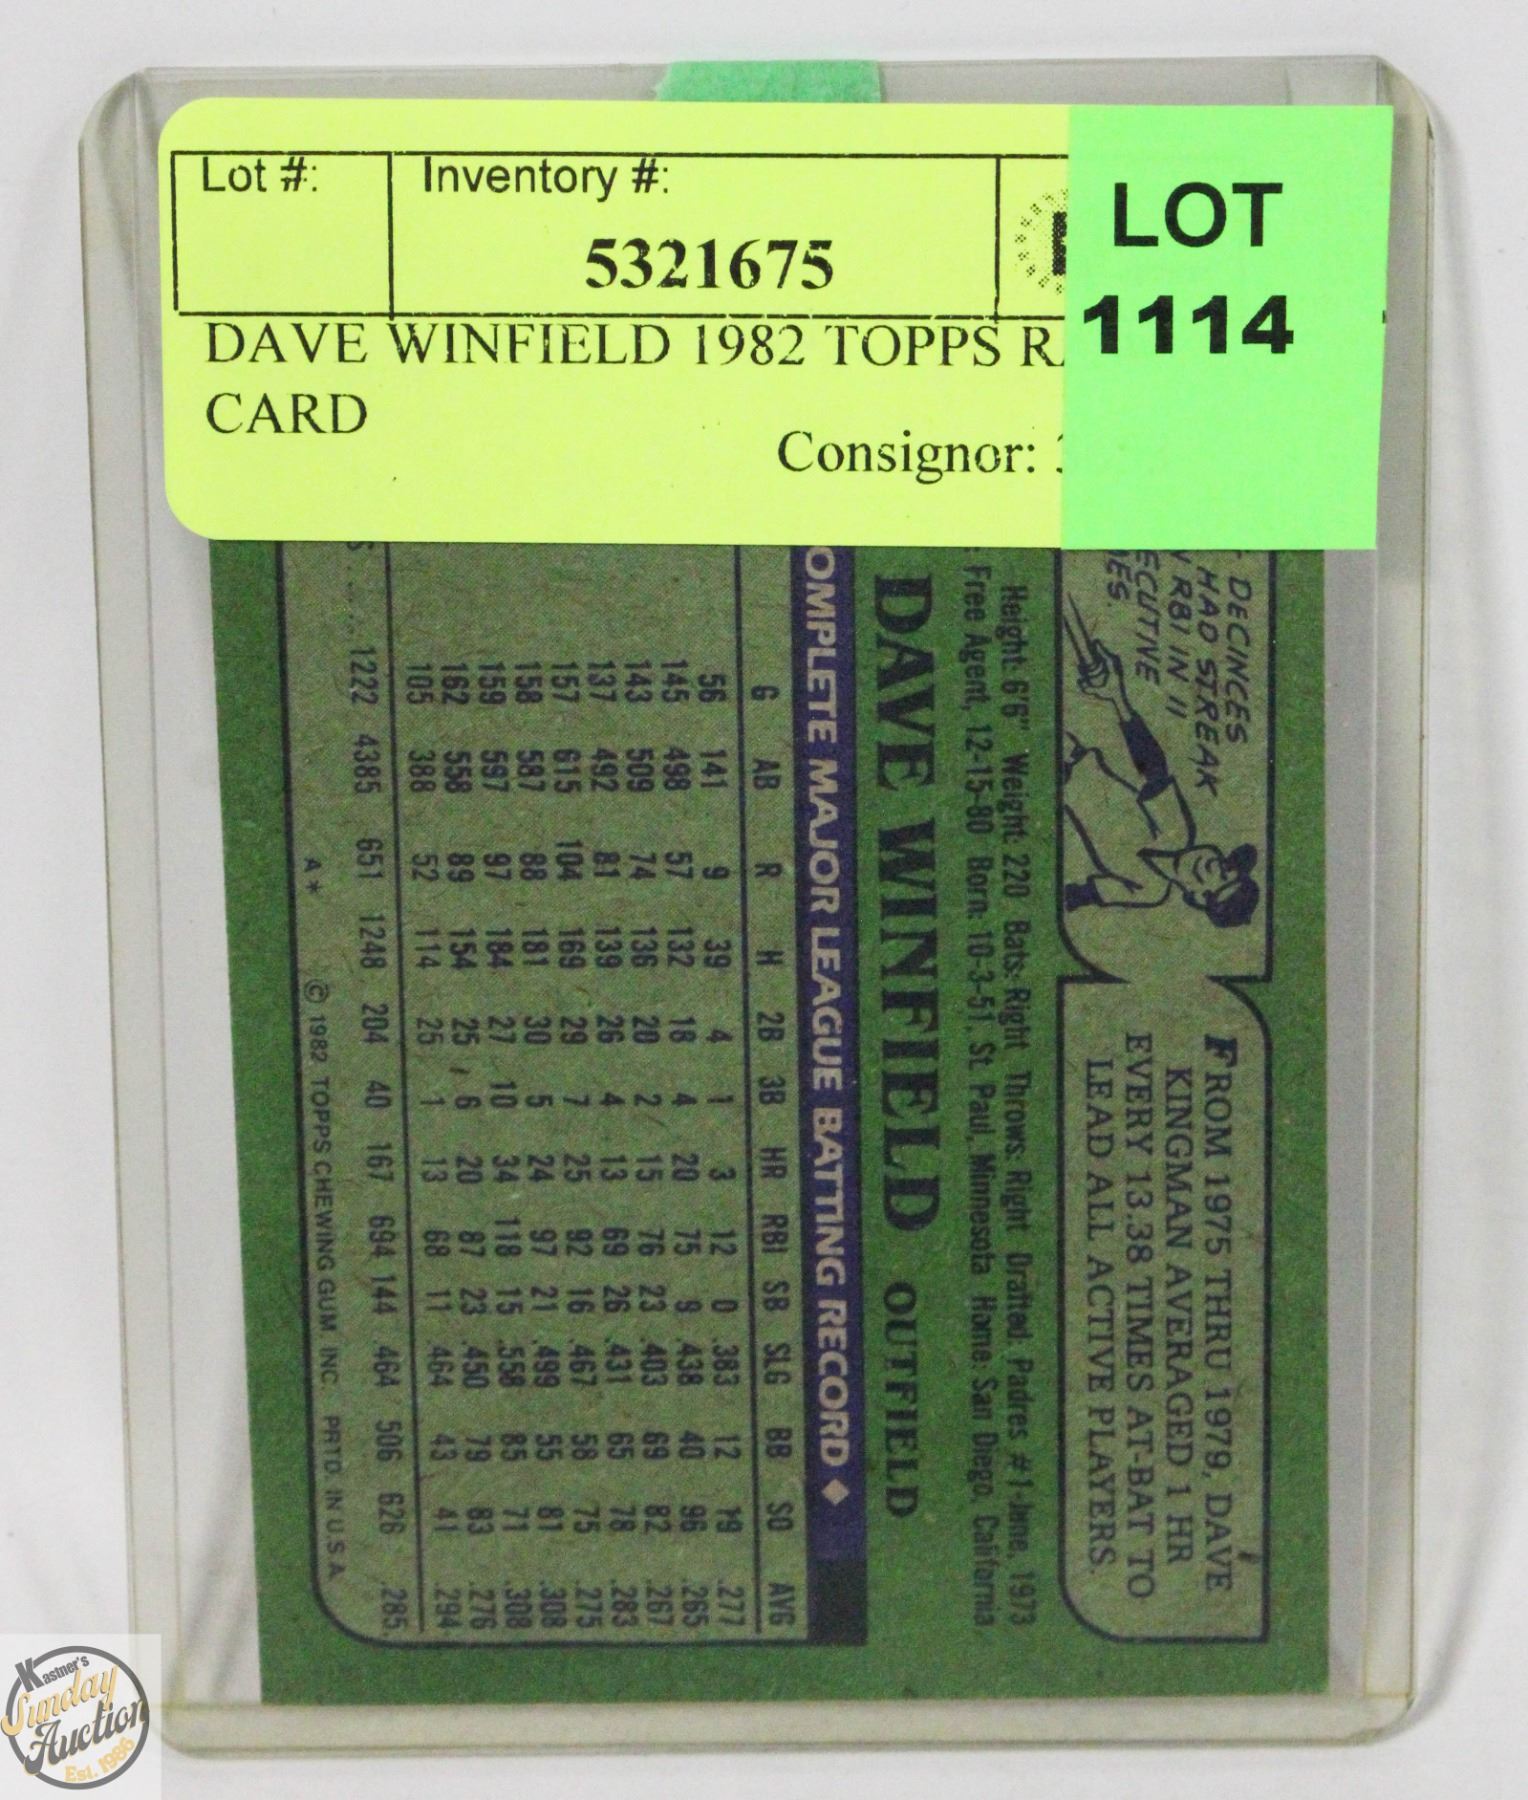 Lot #:
Inventory #:
5321675
DAVE WINFIELD 1982 TOPPS
CARD
Consignor:
LOT
1114
DECINCES
HAD STREAK
RBI IN 11
FROM 1975 THRU 1979, DAVE
KINGMAN AVERAGED 1 HR
EVERY 13.38 TIMES AT-BAT TO
LEAD ALL ACTIVE PLAYERS.
Height: 6'6" Weight: 220 Bats: Right Throws: Right Drafted: Padres #1-June, 1973
Free Agent, 12-15-80 Born: 10-3-51, St. Paul, Minnesota Home: San Diego, California
DAVE WINFIELD OUTFIELD
OMPLETE MAJOR LEAGUE BATTING RECORD ◆
G AB R H 2B 3B HR RBI SB SLG BB SO AVG
56 141 9 39 4 1 3 12 0 .383 12 19 .277
145 498 57 132 18 4 20 75 9 .438 40 96 .265
143 509 74 136 20 2 15 76 23 .403 69 82 .267
137 492 81 139 26 4 13 69 26 .431 65 78 .283
157 615 104 169 29 7 25 92 16 .467 58 75 .275
158 587 88 181 30 5 24 97 21 .499 55 81 .308
159 597 97 184 27 10 34 118 15 .558 85 71 .308
162 558 89 154 25 6 20 87 23 .450 79 83 .276
105 388 52 114 25 1 13 68 11 .464 43 41 .294
1222 4385 651 1248 204 40 167 694 144 .464 506 626 .285
A* © 1982 TOPPS CHEWING GUM, INC. PRTD. IN U.S.A.
Kastner's
Sunday
Auction
Est. 1986